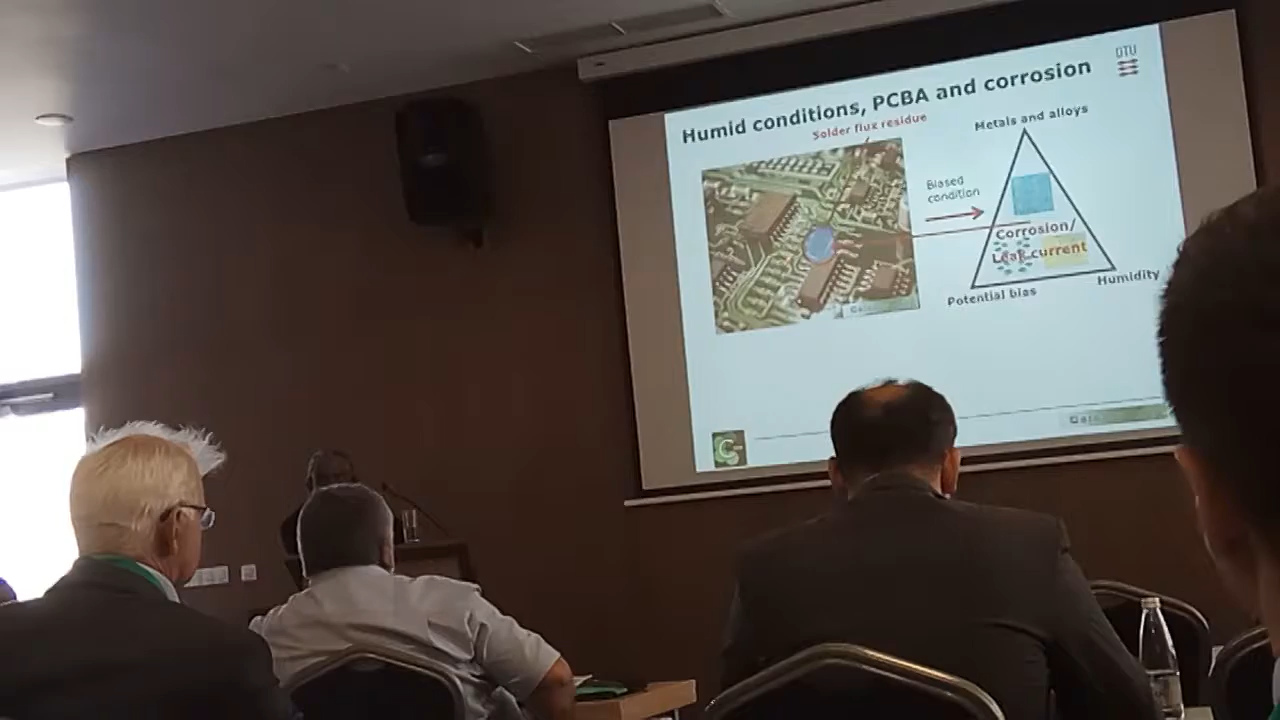 Humid conditions, PCBA and corrosion
DTU
Solder flux residue
Metals and alloys
Biased
condition
Corrosion/
Leak current
Potential bias
Humidity